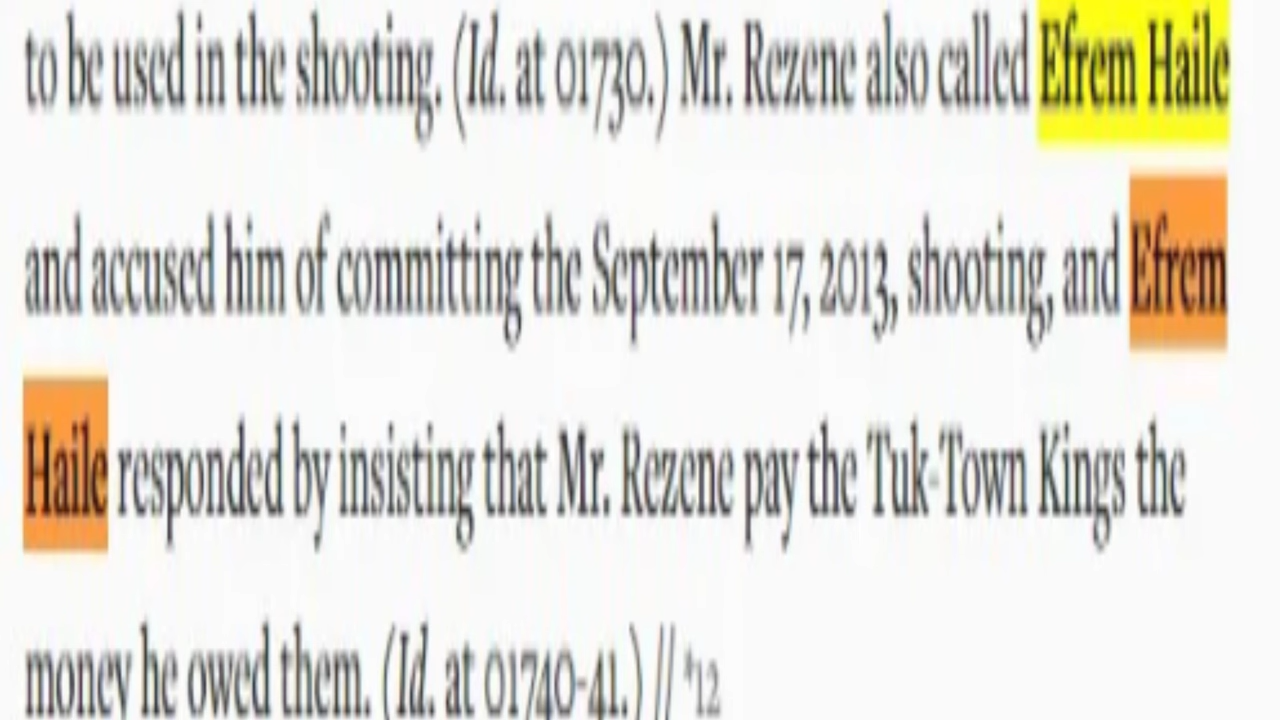 to be used in the shooting. (Id. at 01730.) Mr. Rezene also called Efrem Haile
and accused him of committing the September 17, 2013, shooting, and Efrem
Haile responded by insisting that Mr. Rezene pay the Tuk-Town Kings the
money he owed them. (Id. at 01740-41.) // *12